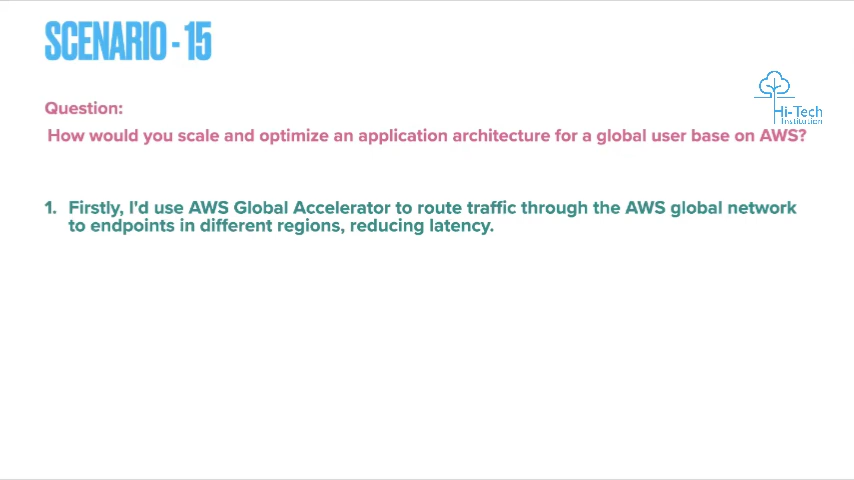 SCENARIO - 15
Hi-Tech
Institution
Question:
How would you scale and optimize an application architecture for a global user base on AWS?
1. Firstly, I'd use AWS Global Accelerator to route traffic through the AWS global network
to endpoints in different regions, reducing latency.